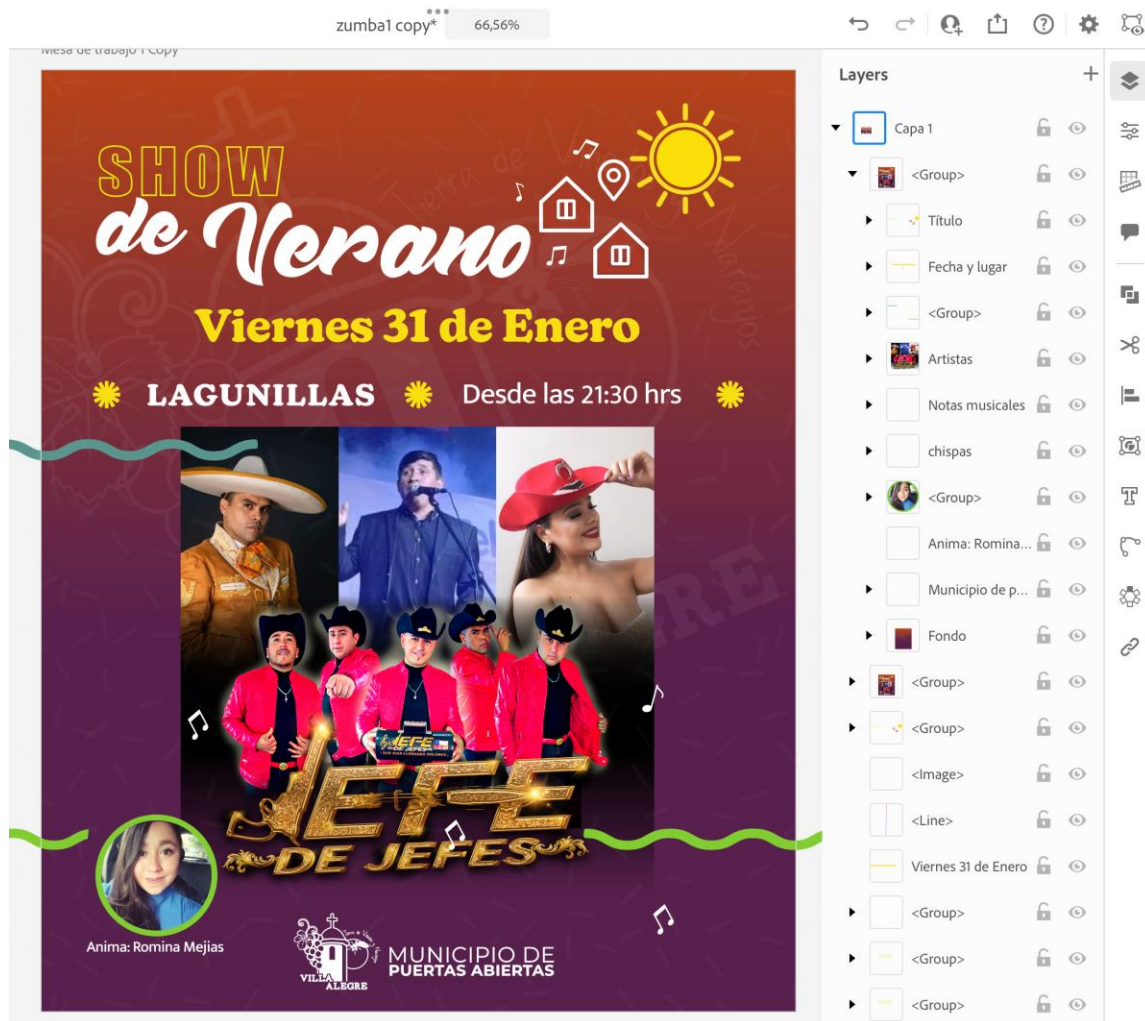 zumba1 copy*
66,56%
Mesa de trabajo 1 Copy
SHOW
de Verano
Viernes 31 de Enero
LAGUNILLAS
Desde las 21:30 hrs
JEFE
DE JEFES
JEFE
DE JEFES
Anima: Romina Mejias
VILLA
ALEGRE
MUNICIPIO DE
PUERTAS ABIERTAS
Layers
Capa 1
<Group>
Título
Fecha y lugar
<Group>
Artistas
Notas musicales
chispas
<Group>
Anima: Romina...
Municipio de p...
Fondo
<Group>
<Group>
<Image>
<Line>
Viernes 31 de Enero
<Group>
<Group>
<Group>